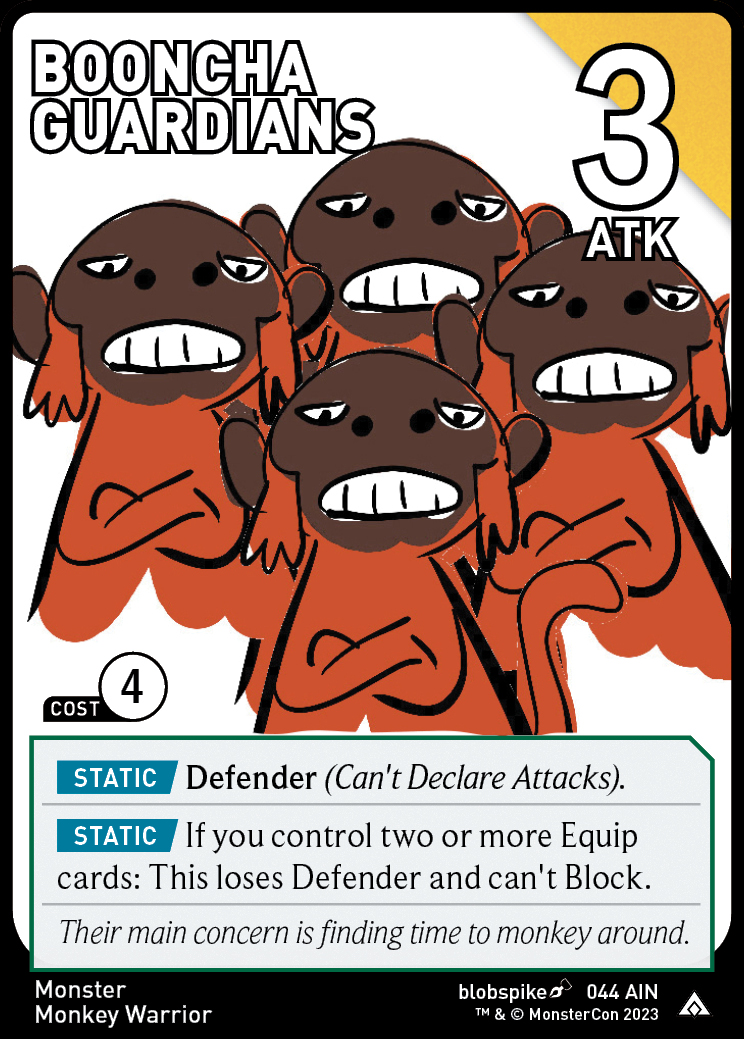 BOONCHA
GUARDIANS
3
ATK
COST 4
STATIC Defender (Can't Declare Attacks).
STATIC If you control two or more Equip
cards: This loses Defender and can't Block.
Their main concern is finding time to monkey around.
Monster
Monkey Warrior
blobspike 044 AIN
™ & © MonsterCon 2023